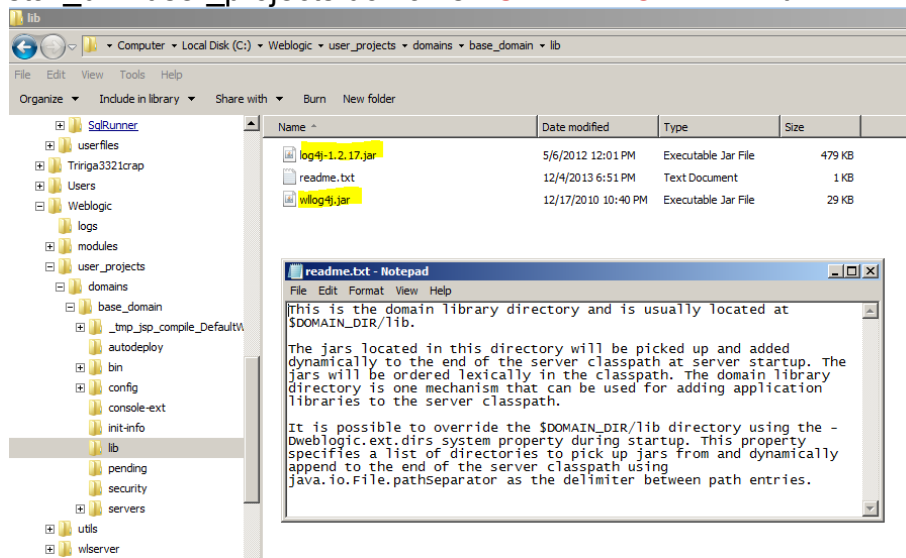 lib
Computer Local Disk (C:) Weblogic user_projects domains base_domain lib
File Edit View Tools Help
Organize Include in library Share with Burn New folder
SqlRunner
userfiles
Tririga3321crap
Users
Weblogic
logs
modules
user_projects
domains
base_domain
_tmp_jsp_compile_DefaultW
autodeploy
bin
config
console-ext
init-info
lib
pending
security
servers
utils
wlserver
Name Date modified Type Size
log4j-1.2.17.jar 5/6/2012 12:01 PM Executable Jar File 479 KB
readme.txt 12/4/2013 6:51 PM Text Document 1 KB
wllog4j.jar 12/17/2010 10:40 PM Executable Jar File 29 KB
readme.txt - Notepad
File Edit Format View Help
This is the domain library directory and is usually located at
$DOMAIN_DIR/lib.
The jars located in this directory will be picked up and added
dynamically to the end of the server classpath at server startup. The
jars will be ordered lexically in the classpath. The domain library
directory is one mechanism that can be used for adding application
libraries to the server classpath.
It is possible to override the $DOMAIN_DIR/lib directory using the -
Dweblogic.ext.dirs system property during startup. This property
specifies a list of directories to pick up jars from and dynamically
append to the end of the server classpath using
java.io.File.pathSeparator as the delimiter between path entries.